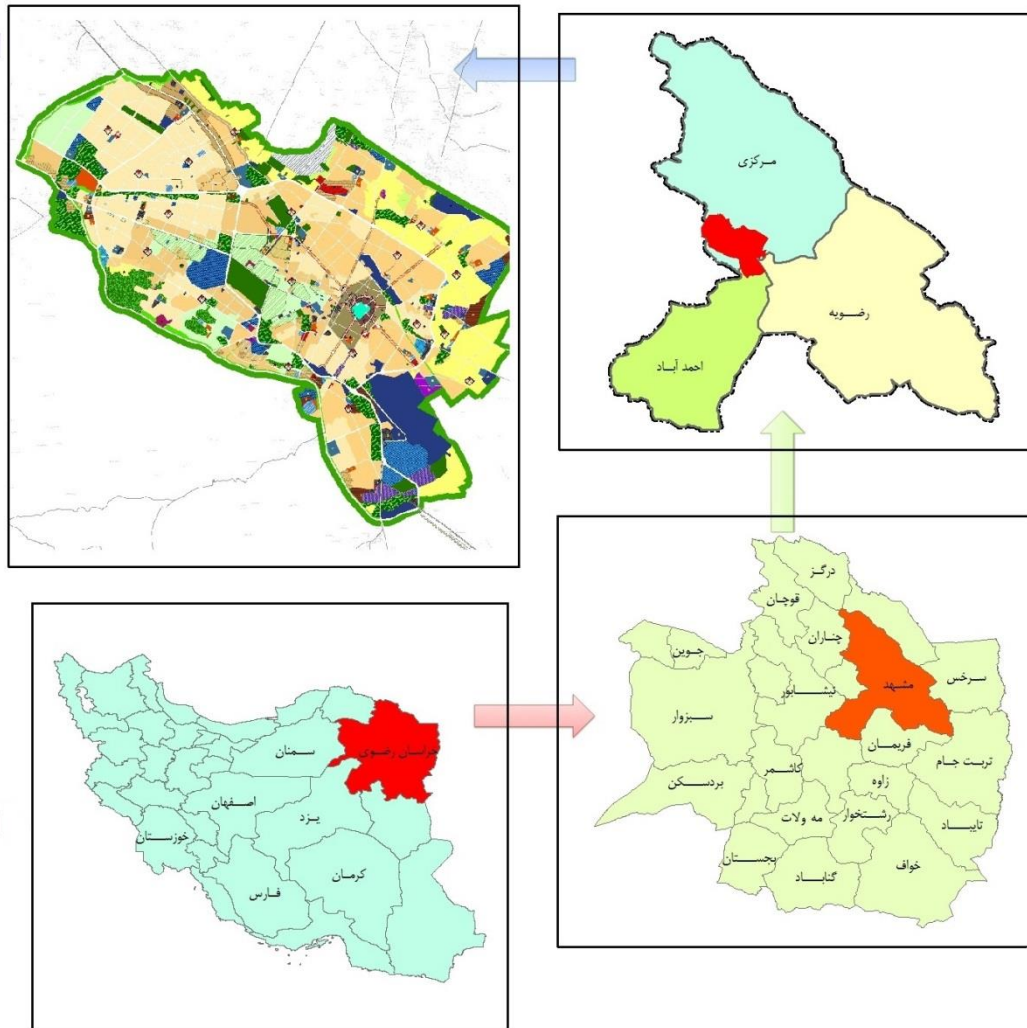 مرکزی
رضویه
احمد آباد
درگز
قوچان
چناران
جوین
مشهد
سرخس
نیشابور
سبزوار
فریمان
تربت جام
کاشمر
بردسکن
زاوه
مه ولات
رشتخوار
تایباد
بجستان
گناباد
خواف
سمنان
خراسان رضوی
اصفهان
یزد
خوزستان
کرمان
فارس